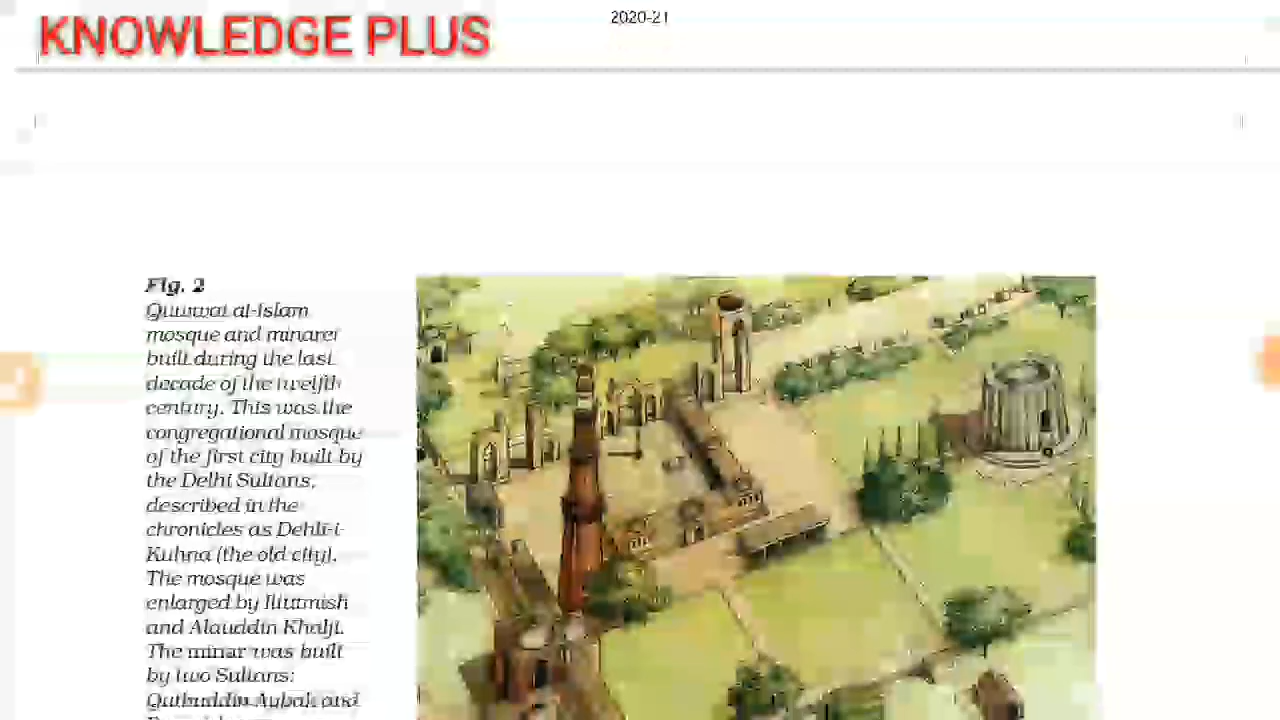 KNOWLEDGE PLUS
2020-21
Fig. 2
Quwwat al-Islam
mosque and minaret
built during the last
decade of the twelfth
century. This was the
congregational mosque
of the first city built by
the Delhi Sultans,
described in the
chronicles as Dehli-i-
Kuhna (the old city).
The mosque was
enlarged by Iltutmish
and Alauddin Khalji.
The minar was built
by two Sultans:
Qutbuddin Aybak and